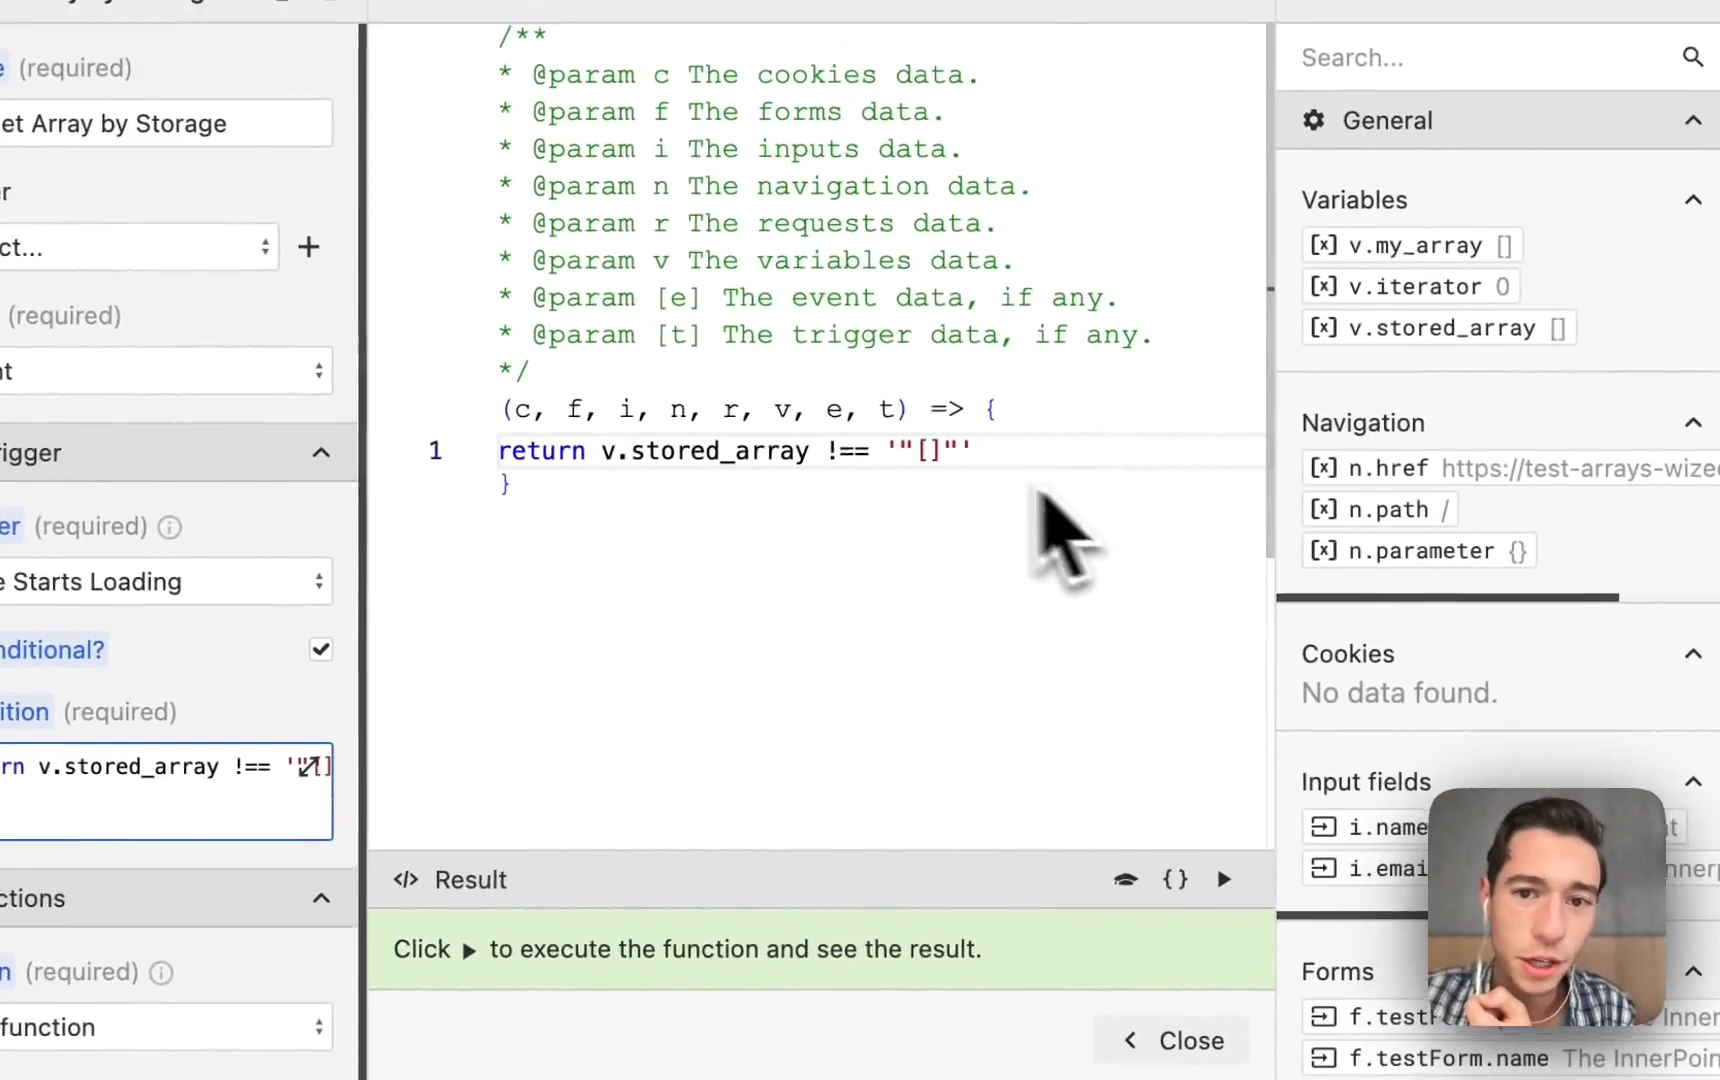 e (required)
et Array by Storage
er
ct...
(required)
nt
rigger
er (required)
e Starts Loading
nditional?
ition (required)
rn v.stored_array !== '"[]
ctions
n (required)
function
/**
* @param c The cookies data.
* @param f The forms data.
* @param i The inputs data.
* @param n The navigation data.
* @param r The requests data.
* @param v The variables data.
* @param [e] The event data, if any.
* @param [t] The trigger data, if any.
*/
(c, f, i, n, r, v, e, t) => {
1 return v.stored_array !== '"[]"'
}
</> Result
{}
Click ▶ to execute the function and see the result.
Close
Search...
General
Variables
[x] v.my_array []
[x] v.iterator 0
[x] v.stored_array []
Navigation
[x] n.href https://test-arrays-wized
[x] n.path /
[x] n.parameter {}
Cookies
No data found.
Input fields
i.name
i.emai
Forms
f.test
f.testForm.name The InnerPoin